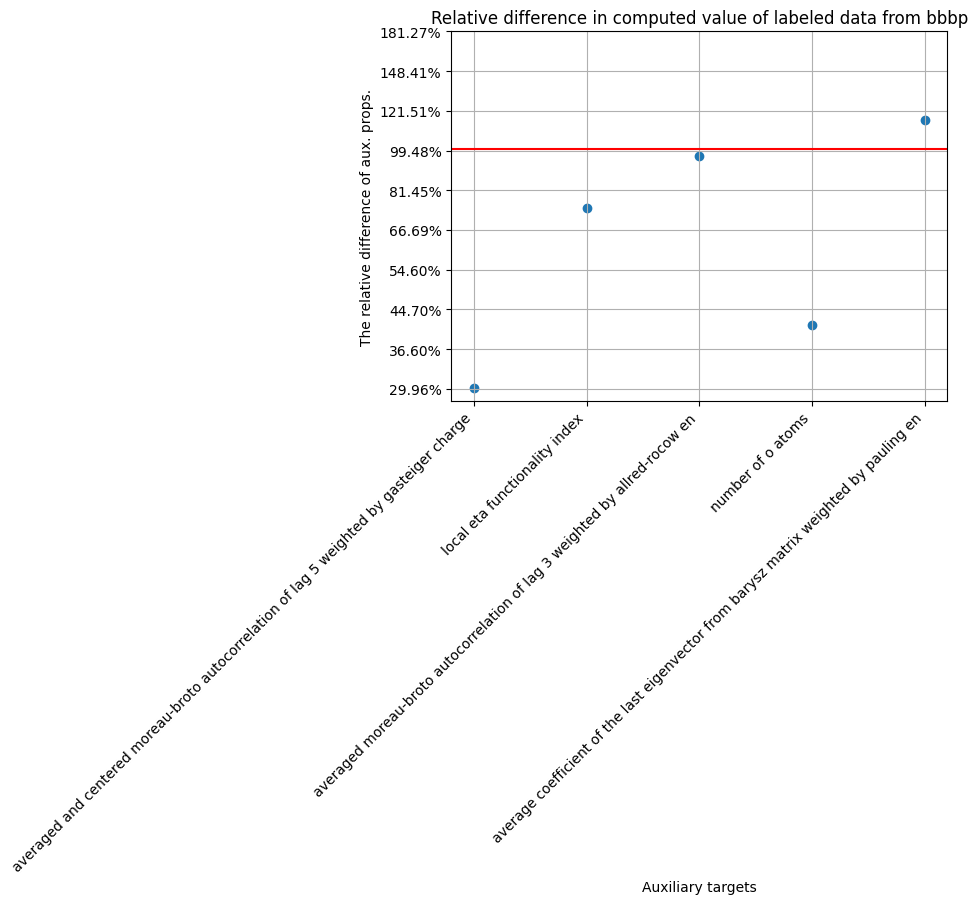 Relative difference in computed value of labeled data from bbbp
The relative difference of aux. props.
181.27%
148.41%
121.51%
99.48%
81.45%
66.69%
54.60%
44.70%
36.60%
29.96%
averaged and centered moreau-broto autocorrelation of lag 5 weighted by gasteiger charge
local eta functionality index
averaged moreau-broto autocorrelation of lag 3 weighted by allred-rocow en
number of o atoms
average coefficient of the last eigenvector from barysz matrix weighted by pauling en
Auxiliary targets